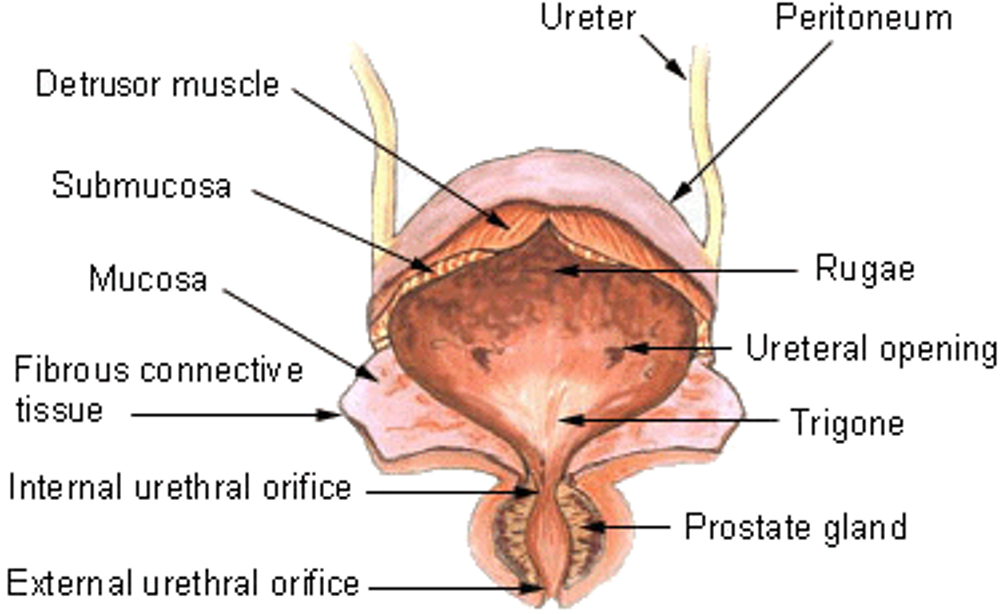 Ureter
Peritoneum
Detrusor muscle
Submucosa
Mucosa
Rugae
Ureteral opening
Fibrous connective
tissue
Trigone
Internal urethral orifice
Prostate gland
External urethral orifice